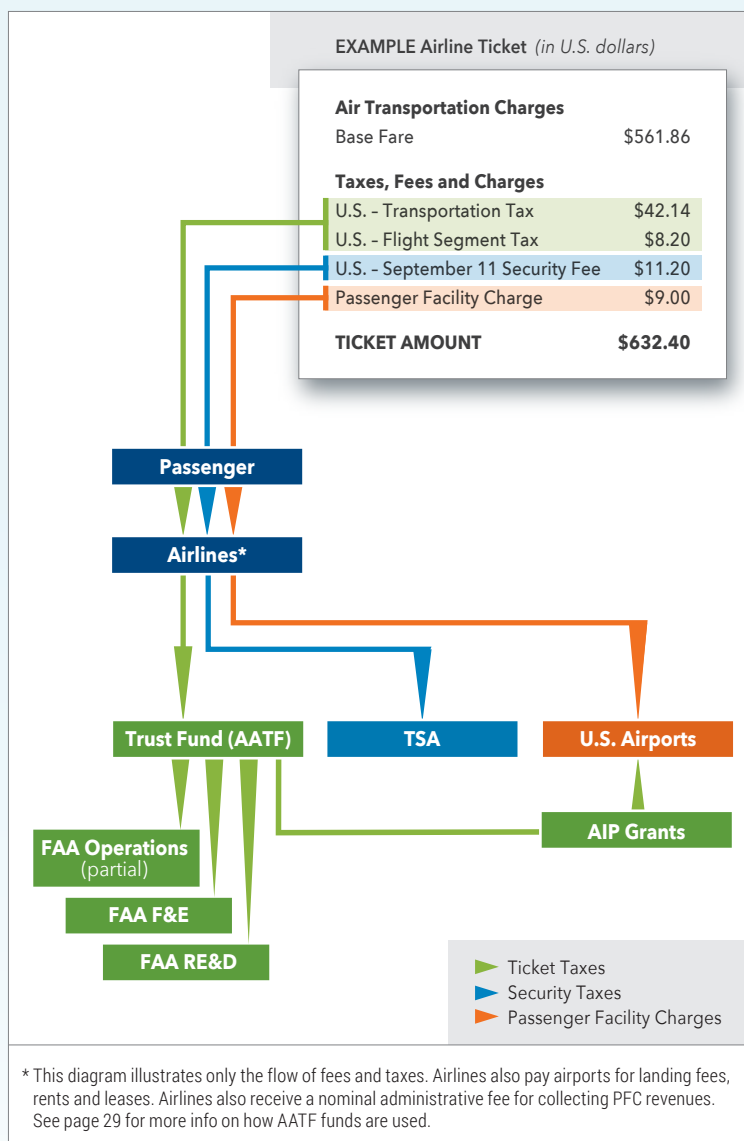 EXAMPLE Airline Ticket (in U.S. dollars)
Air Transportation Charges
Base Fare $561.86
Taxes, Fees and Charges
U.S. – Transportation Tax $42.14
U.S. – Flight Segment Tax $8.20
U.S. – September 11 Security Fee $11.20
Passenger Facility Charge $9.00
TICKET AMOUNT $632.40
Passenger
Airlines*
Trust Fund (AATF) TSA U.S. Airports
AIP Grants
FAA Operations
(partial)
FAA F&E
FAA RE&D
Ticket Taxes
Security Taxes
Passenger Facility Charges
* This diagram illustrates only the flow of fees and taxes. Airlines also pay airports for landing fees,
rents and leases. Airlines also receive a nominal administrative fee for collecting PFC revenues.
See page 29 for more info on how AATF funds are used.